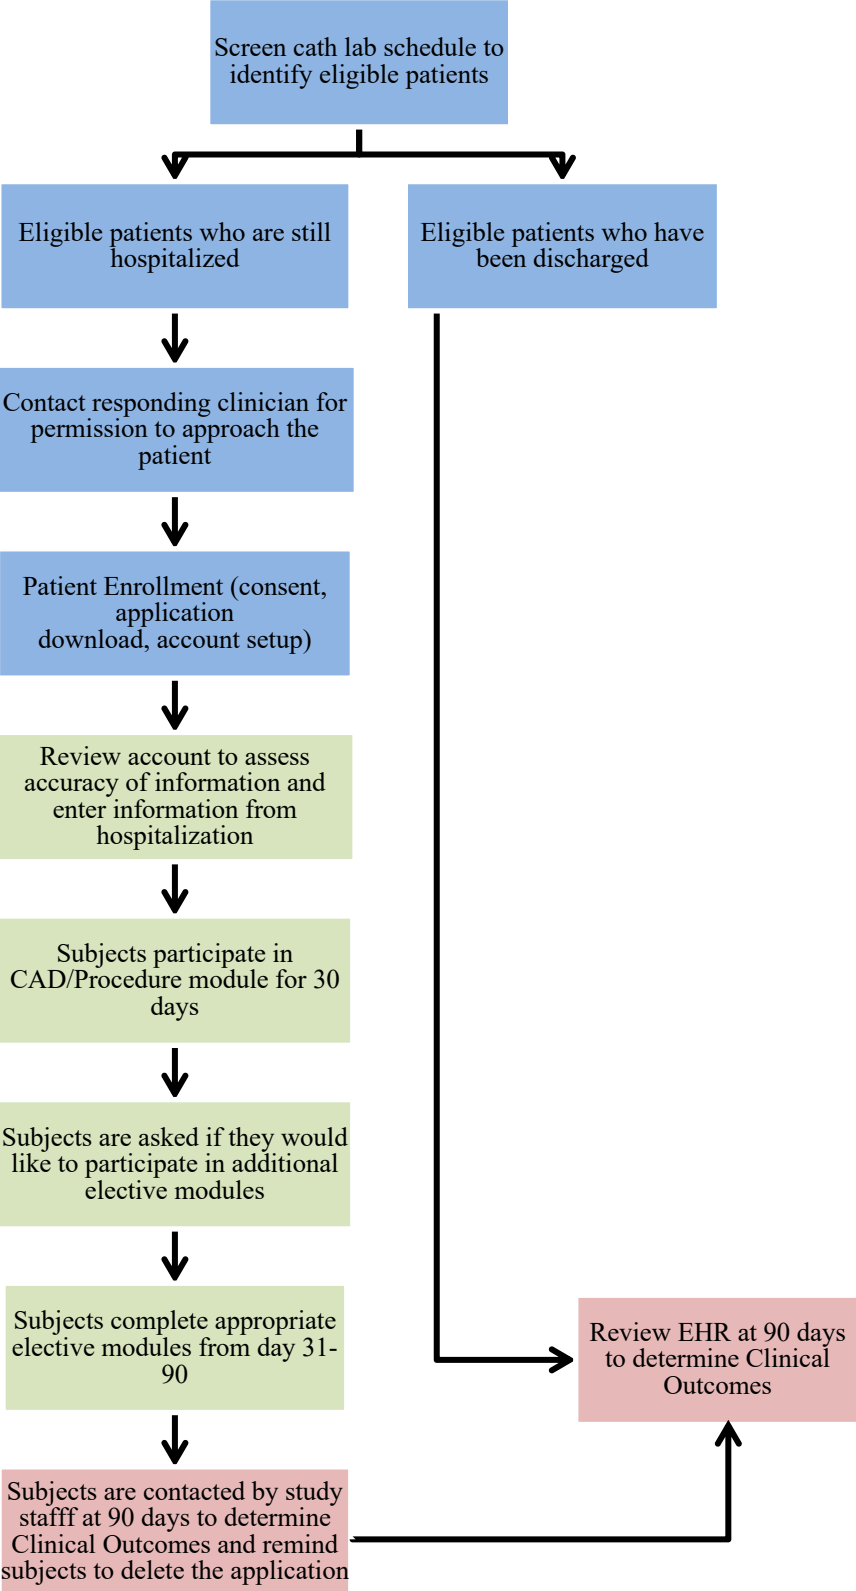 Screen cath lab schedule to
identify eligible patients
Eligible patients who are still
hospitalized
Eligible patients who have
been discharged
Contact responding clinician for
permission to approach the
patient
Patient Enrollment (consent,
application
download, account setup)
Review account to assess
accuracy of information and
enter information from
hospitalization
Subjects participate in
CAD/Procedure module for 30
days
Subjects are asked if they would
like to participate in additional
elective modules
Subjects complete appropriate
elective modules from day 31-
90
Review EHR at 90 days
to determine Clinical
Outcomes
Subjects are contacted by study
stafff at 90 days to determine
Clinical Outcomes and remind
subjects to delete the application